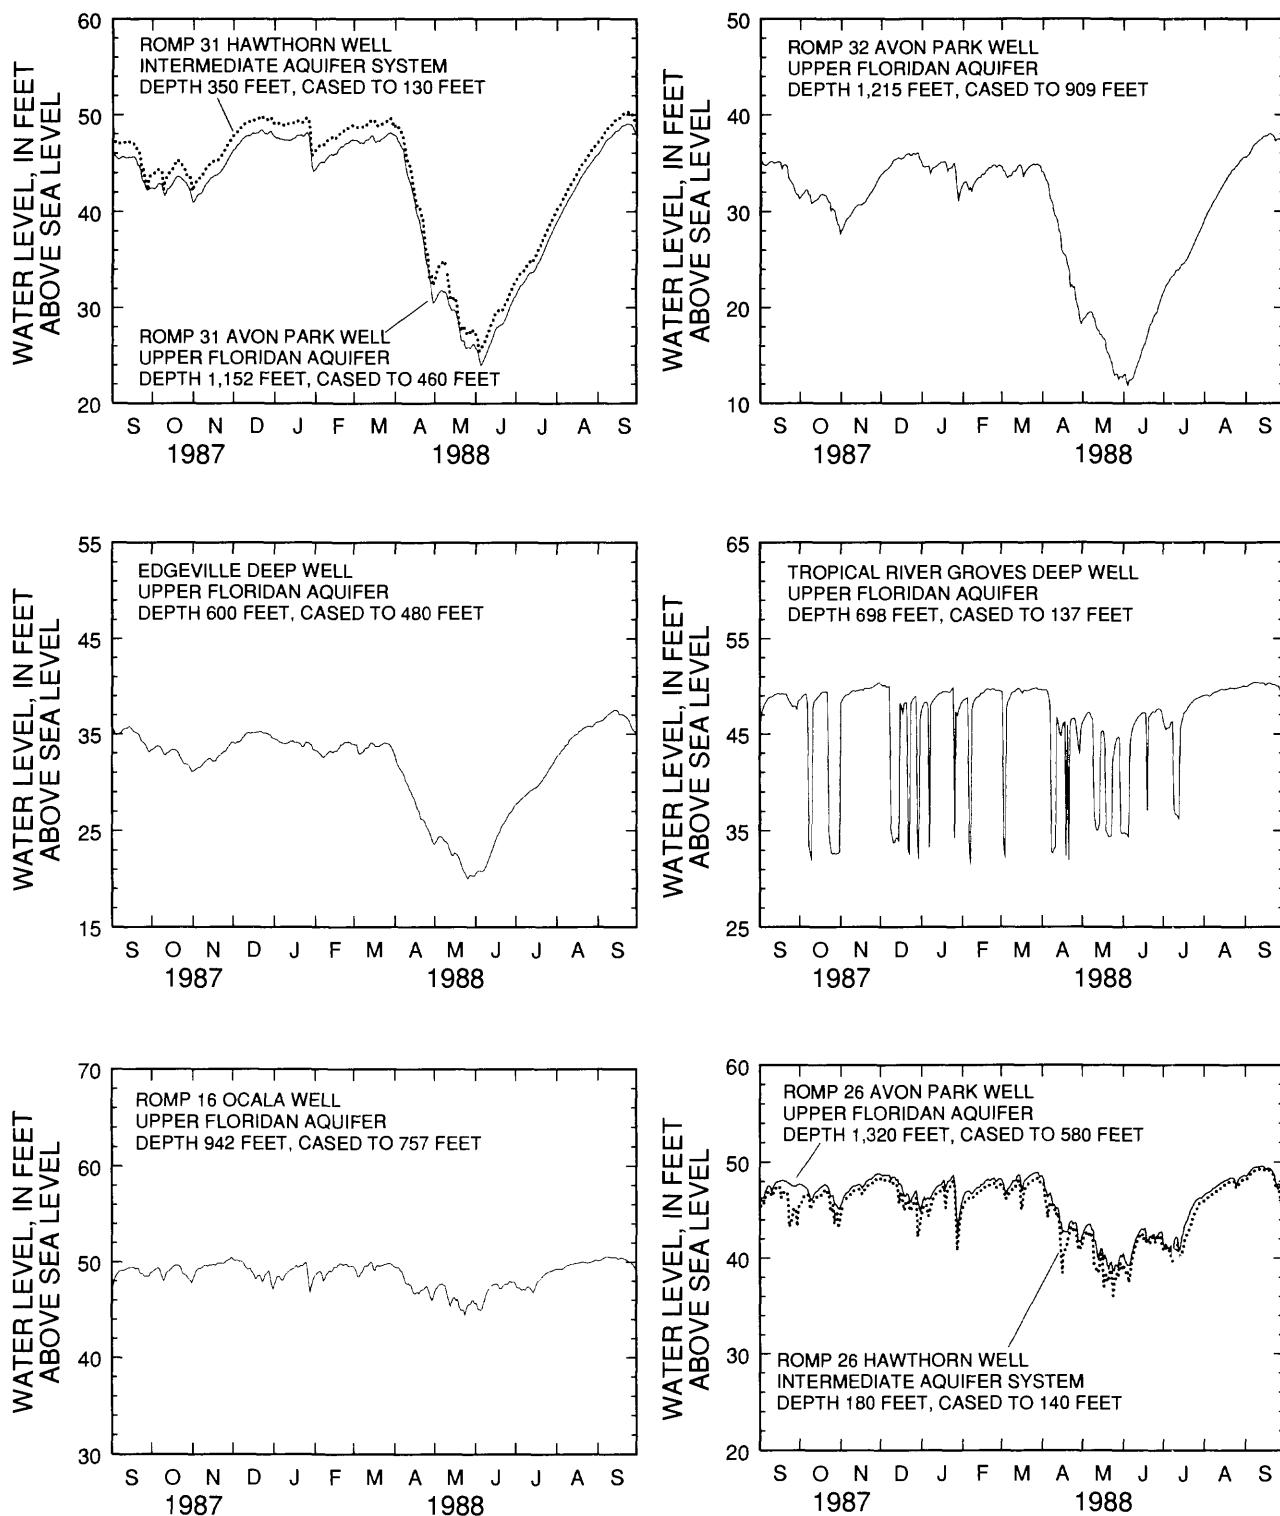 WATER LEVEL, IN FEET
ABOVE SEA LEVEL
60
50
40
30
20
ROMP 31 HAWTHORN WELL
INTERMEDIATE AQUIFER SYSTEM
DEPTH 350 FEET, CASED TO 130 FEET
ROMP 31 AVON PARK WELL
UPPER FLORIDAN AQUIFER
DEPTH 1,152 FEET, CASED TO 460 FEET
S O N D J F M A M J J A S
1987 1988
WATER LEVEL, IN FEET
ABOVE SEA LEVEL
50
40
30
20
10
ROMP 32 AVON PARK WELL
UPPER FLORIDAN AQUIFER
DEPTH 1,215 FEET, CASED TO 909 FEET
S O N D J F M A M J J A S
1987 1988
WATER LEVEL, IN FEET
ABOVE SEA LEVEL
55
45
35
25
15
EDGEVILLE DEEP WELL
UPPER FLORIDAN AQUIFER
DEPTH 600 FEET, CASED TO 480 FEET
S O N D J F M A M J J A S
1987 1988
WATER LEVEL, IN FEET
ABOVE SEA LEVEL
65
55
45
35
25
TROPICAL RIVER GROVES DEEP WELL
UPPER FLORIDAN AQUIFER
DEPTH 698 FEET, CASED TO 137 FEET
S O N D J F M A M J J A S
1987 1988
WATER LEVEL, IN FEET
ABOVE SEA LEVEL
70
60
50
40
30
ROMP 16 OCALA WELL
UPPER FLORIDAN AQUIFER
DEPTH 942 FEET, CASED TO 757 FEET
S O N D J F M A M J J A S
1987 1988
WATER LEVEL, IN FEET
ABOVE SEA LEVEL
60
50
40
30
20
ROMP 26 AVON PARK WELL
UPPER FLORIDAN AQUIFER
DEPTH 1,320 FEET, CASED TO 580 FEET
ROMP 26 HAWTHORN WELL
INTERMEDIATE AQUIFER SYSTEM
DEPTH 180 FEET, CASED TO 140 FEET
S O N D J F M A M J J A S
1987 1988